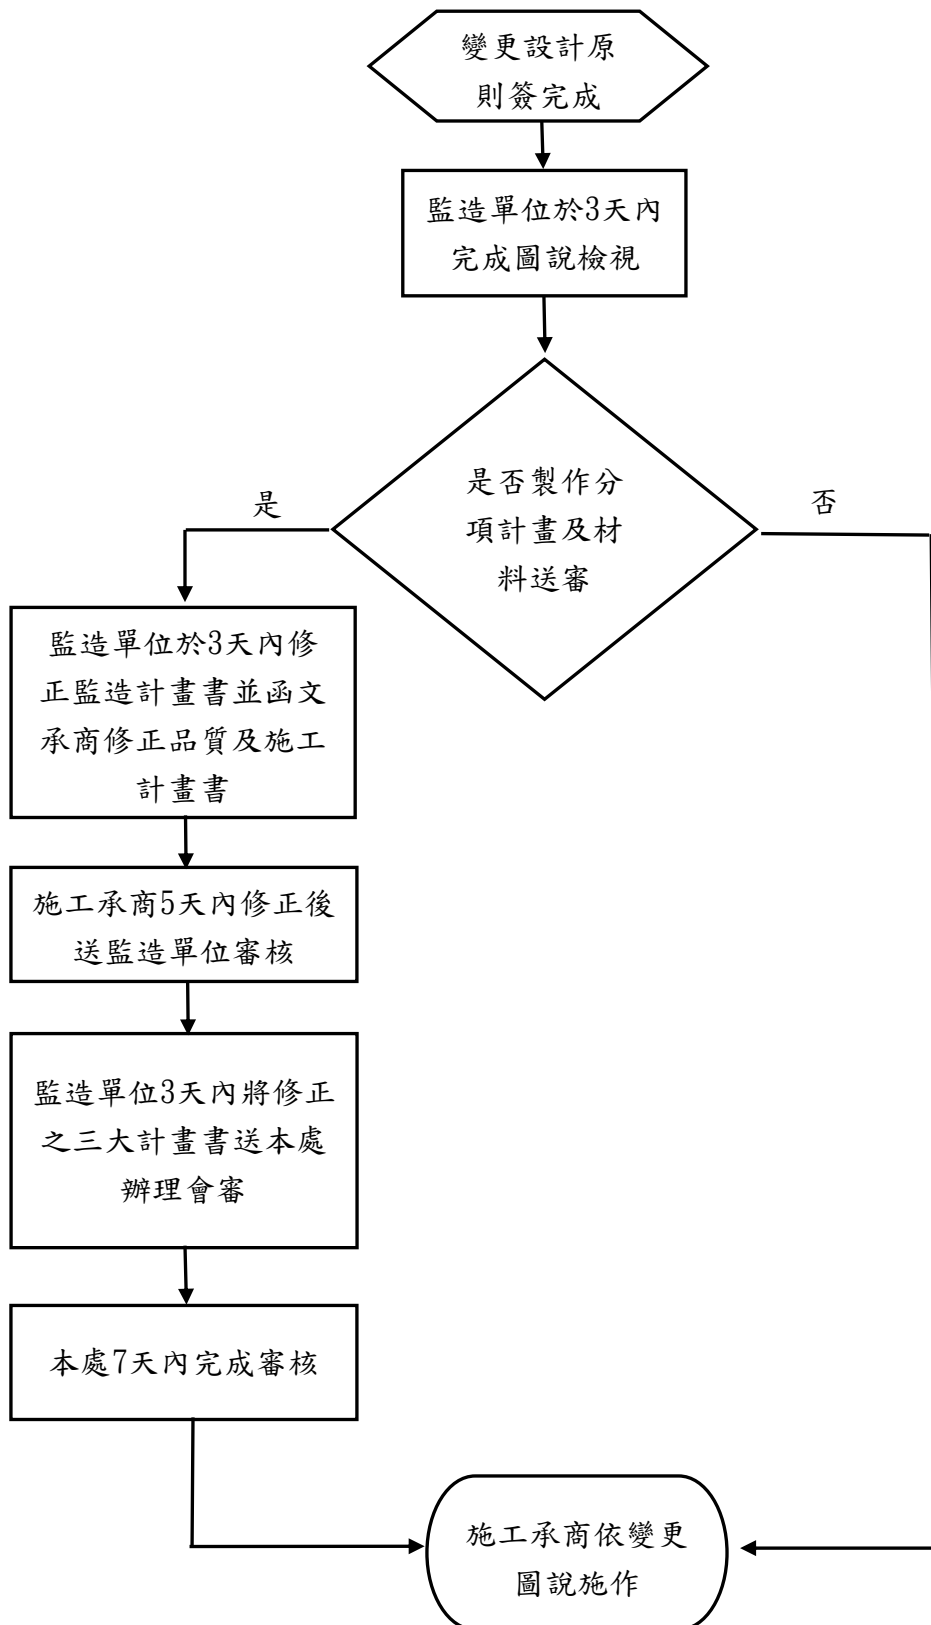 變更設計原
則簽完成
監造單位於3天內
完成圖說檢視
是否製作分
項計畫及材
料送審
是
否
監造單位於3天內修
正監造計畫書並函文
承商修正品質及施工
計畫書
施工承商5天內修正後
送監造單位審核
監造單位3天內將修正
之三大計畫書送本處
辦理會審
本處7天內完成審核
施工承商依變更
圖說施作